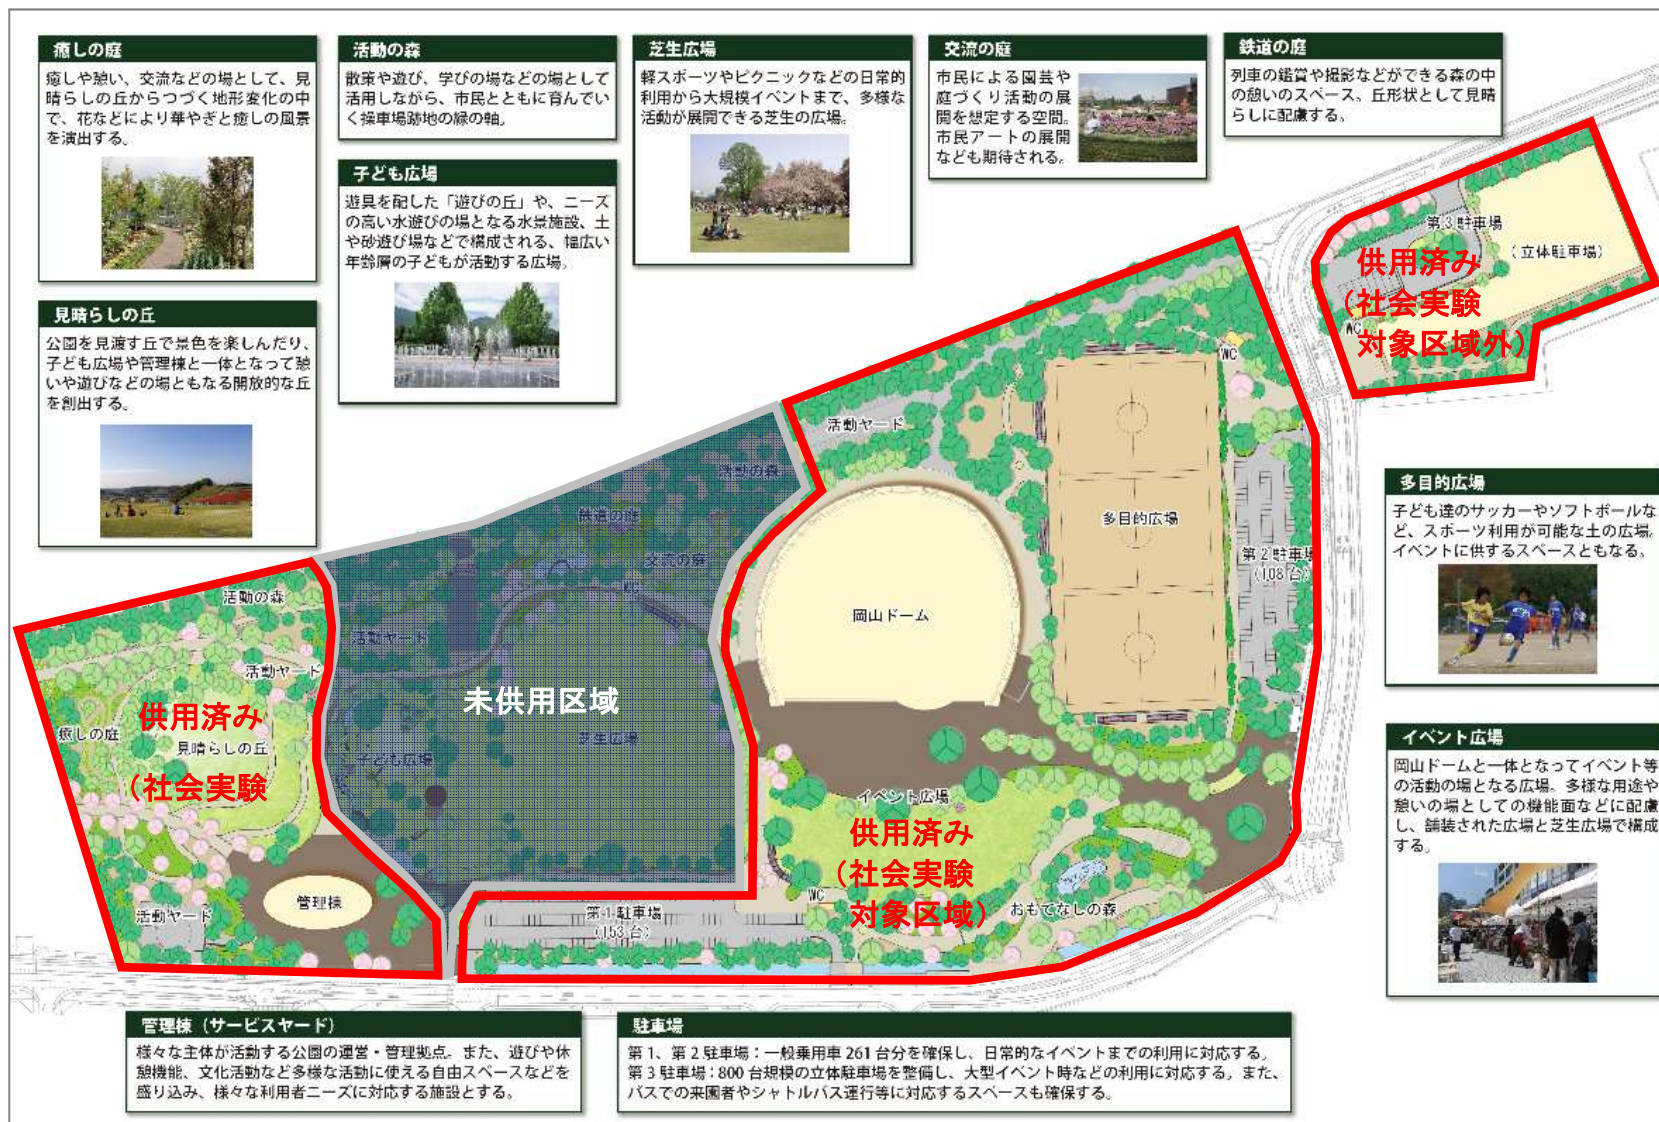 癒しの庭
癒しや憩い、交流などの場として、見
晴らしの丘からつづく地形変化の中
で、花などにより華やぎと癒しの風景
を演出する。
活動の森
散策や遊び、学びの場などの場として
活用しながら、市民とともに育んでい
く操車場跡地の緑の軸。
芝生広場
軽スポーツやピクニックなどの日常的
利用から大規模イベントまで、多様な
活動が展開できる芝生の広場。
交流の庭
市民による園芸や
庭づくり活動の展
開を想定する空間。
市民アートの展開
なども期待される。
鉄道の庭
列車の鑑賞や撮影などができる森の中
の憩いのスペース、丘形状として見晴
らしに配慮する。
子ども広場
遊具を配した「遊びの丘」や、ニーズ
の高い水遊びの場となる水景施設、土
や砂遊び場などで構成される、幅広い
年齢層の子どもが活動する広場。
見晴らしの丘
公園を見渡す丘で景色を楽しんだり、
子ども広場や管理棟と一体となって憩
いや遊びなどの場ともなる開放的な丘
を創出する。
第3駐車場
(立体駐車場)
供用済み
(社会実験
対象区域外)
WC
WC
活動ヤード
活動の森
多目的広場
第2駐車場
(108台)
鉄道の庭
交流の庭
WC
活動ヤード
岡山ドーム
未供用区域
芝生広場
子ども広場
活動の森
活動ヤード
供用済み
癒しの庭
見晴らしの丘
(社会実験
管理棟
活動ヤード
イベント広場
供用済み
(社会実験
対象区域)
WC
おもてなしの森
第1駐車場
(153台)
多目的広場
子ども達のサッカーやソフトボールな
ど、スポーツ利用が可能な土の広場。
イベントに供するスペースともなる。
イベント広場
岡山ドームと一体となってイベント等
の活動の場となる広場。多様な用途や
憩いの場としての機能面などに配慮
し、舗装された広場と芝生広場で構成
する。
管理棟（サービスヤード）
様々な主体が活動する公園の運営・管理拠点。また、遊びや休
憩機能、文化活動など多様な活動に使える自由スペースなどを
盛り込み、様々な利用者ニーズに対応する施設とする。
駐車場
第1、第2駐車場：一般乗用車261台分を確保し、日常的なイベントまでの利用に対応する。
第3駐車場：800台規模の立体駐車場を整備し、大型イベント時などの利用に対応する。また、
バスでの来園者やシャトルバス運行等に対応するスペースも確保する。